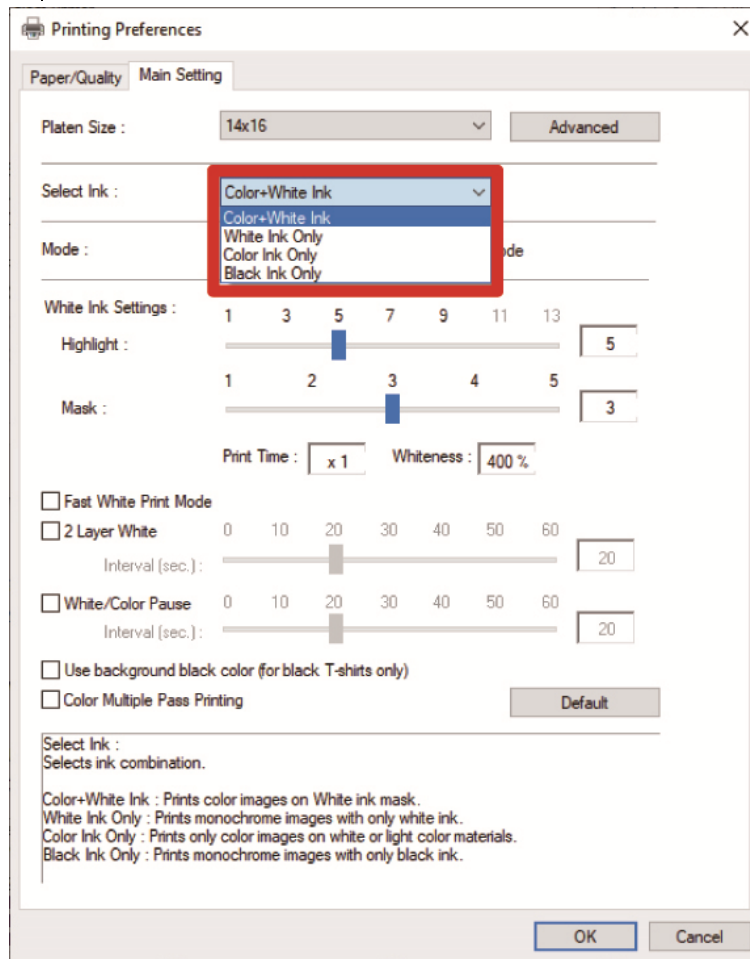 Printing Preferences
Paper/Quality Main Setting
Platen Size : 14x16 Advanced
Select Ink : Color+White Ink
Color+White Ink
White Ink Only
Color Ink Only
Black Ink Only
Mode :
White Ink Settings : 1 3 5 7 9 11 13
Highlight : 5
1 2 3 4 5
Mask : 3
Print Time : x 1 Whiteness : 400 %
Fast White Print Mode
2 Layer White 0 10 20 30 40 50 60
Interval (sec.) : 20
White/Color Pause 0 10 20 30 40 50 60
Interval (sec.) : 20
Use background black color (for black T-shirts only)
Color Multiple Pass Printing Default
Select Ink :
Selects ink combination.
Color+White Ink : Prints color images on White ink mask.
White Ink Only : Prints monochrome images with only white ink.
Color Ink Only : Prints only color images on white or light color materials.
Black Ink Only : Prints monochrome images with only black ink.
OK Cancel